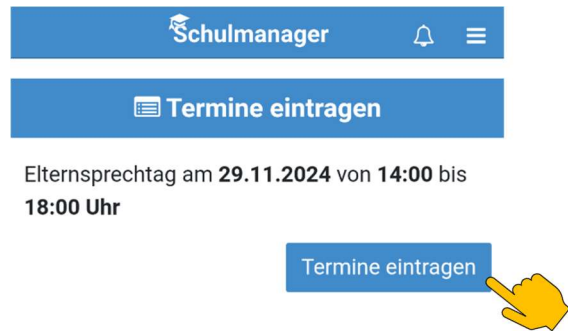 Schulmanager
Termine eintragen
Elternsprechtag am 29.11.2024 von 14:00 bis
18:00 Uhr
Termine eintragen